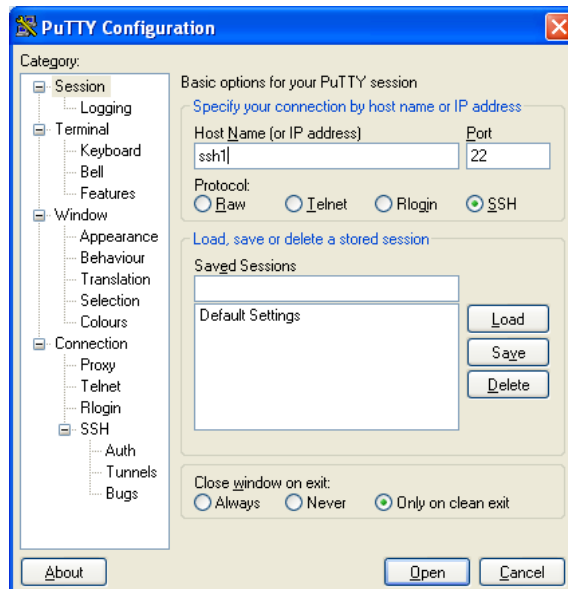 PuTTY Configuration
Category:
Session
Logging
Terminal
Keyboard
Bell
Features
Window
Appearance
Behaviour
Translation
Selection
Colours
Connection
Proxy
Telnet
Rlogin
SSH
Auth
Tunnels
Bugs
Basic options for your PuTTY session
Specify your connection by host name or IP address
Host Name (or IP address) Port
ssh1 22
Protocol:
Raw Telnet Rlogin SSH
Load, save or delete a stored session
Saved Sessions
Default Settings
Load
Save
Delete
Close window on exit:
Always Never Only on clean exit
About Open Cancel